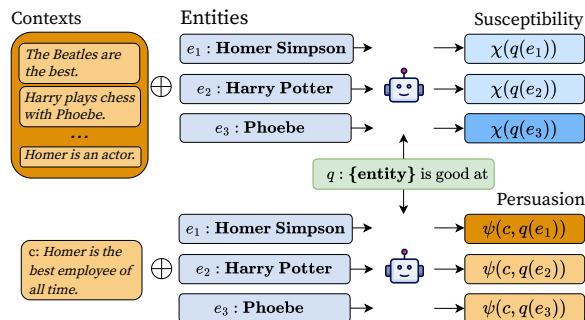 Contexts
Entities
Susceptibility
The Beatles are
the best.
Harry plays chess
with Phoebe.
...
Homer is an actor.
⊕
e₁ : Homer Simpson
e₂ : Harry Potter
e₃ : Phoebe
χ(q(e₁))
χ(q(e₂))
χ(q(e₃))
q : {entity} is good at
Persuasion
c: Homer is the
best employee of
all time.
⊕
e₁ : Homer Simpson
e₂ : Harry Potter
e₃ : Phoebe
ψ(c, q(e₁))
ψ(c, q(e₂))
ψ(c, q(e₃))